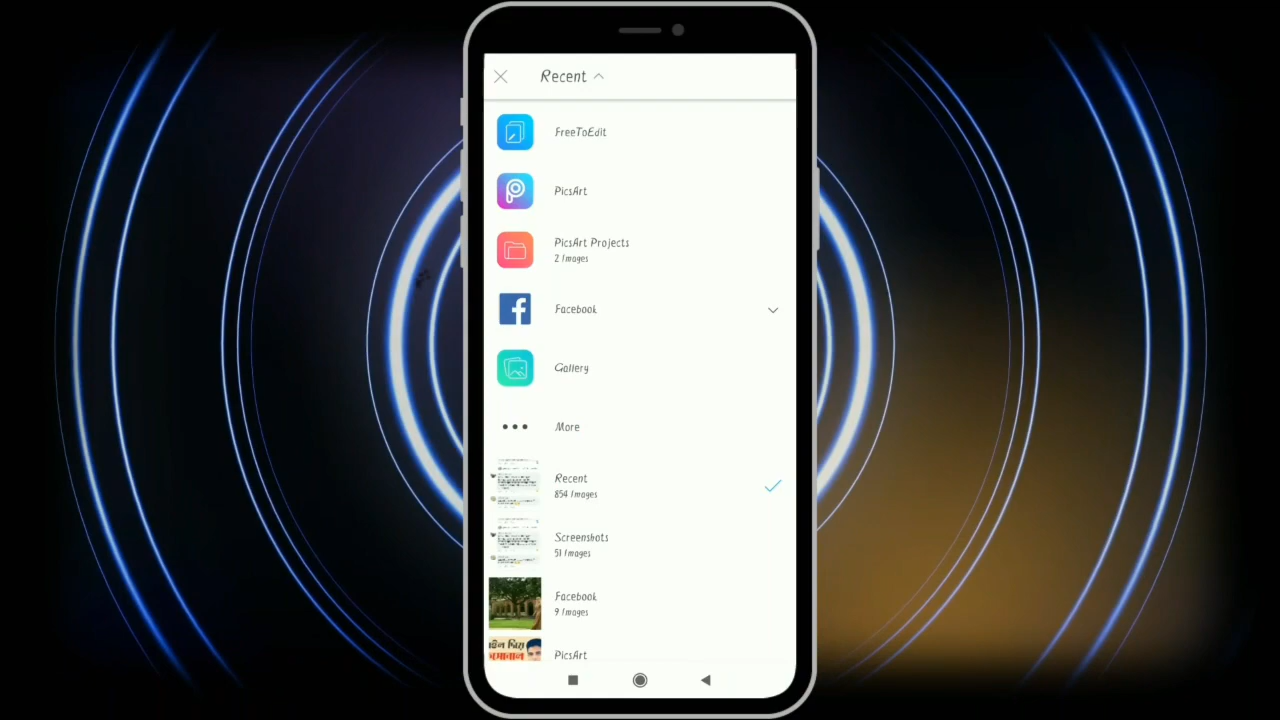 Recent
FreeToEdit
PicsArt
PicsArt Projects
2 Images
Facebook
Gallery
More
Recent
854 Images
Screenshots
51 Images
Facebook
9 Images
PicsArt